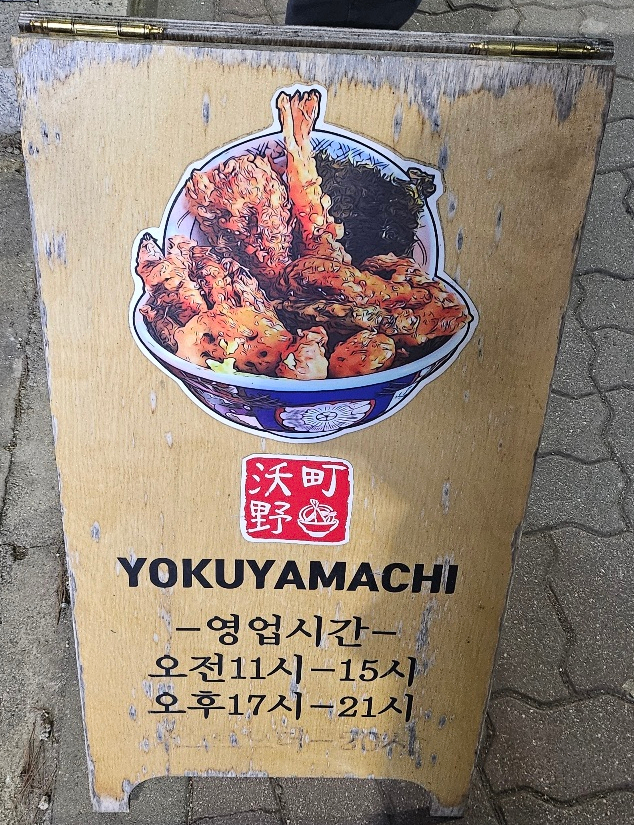 沃町
野
YOKUYAMACHI
-영업시간-
오전11시-15시
오후17시-21시